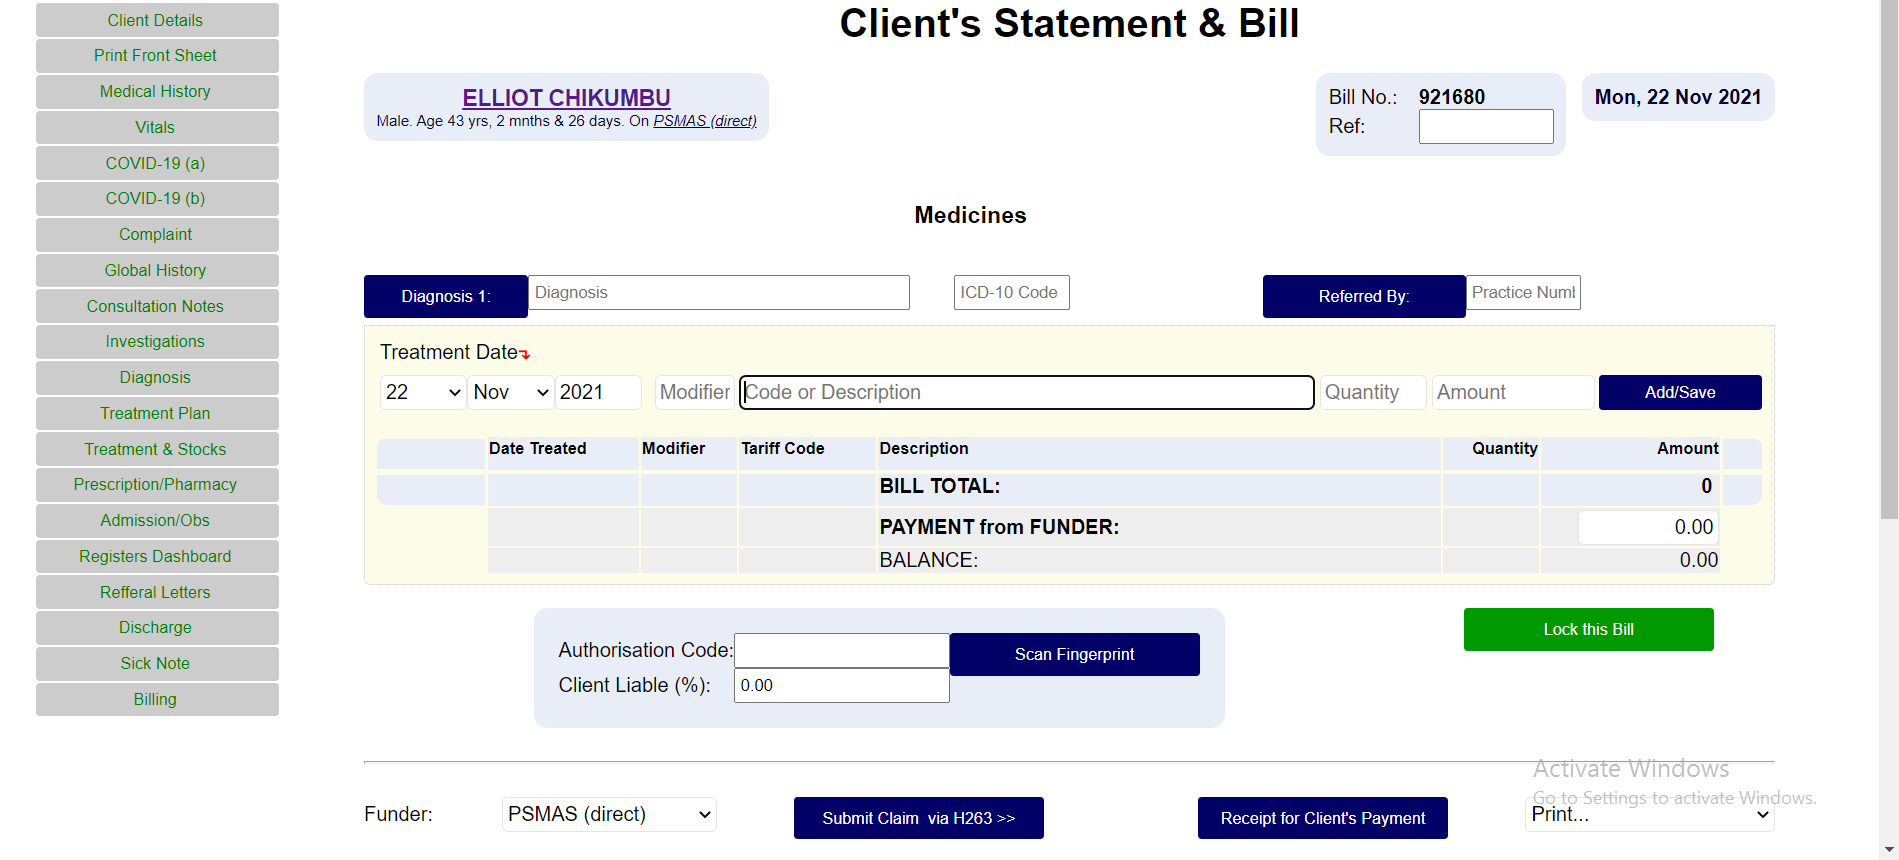 Client Details
Print Front Sheet
Medical History
Vitals
COVID-19 (a)
COVID-19 (b)
Complaint
Global History
Consultation Notes
Investigations
Diagnosis
Treatment Plan
Treatment & Stocks
Prescription/Pharmacy
Admission/Obs
Registers Dashboard
Refferal Letters
Discharge
Sick Note
Billing
Client's Statement & Bill
ELLIOT CHIKUMBU
Male. Age 43 yrs, 2 mnths & 26 days. On PSMAS (direct)
Bill No.: 921680
Ref:
Mon, 22 Nov 2021
Medicines
Diagnosis 1: Diagnosis ICD-10 Code Referred By: Practice Numl
Treatment Date
22 Nov 2021 Modifier Code or Description Quantity Amount Add/Save
Date Treated Modifier Tariff Code Description Quantity Amount
BILL TOTAL: 0
PAYMENT from FUNDER: 0.00
BALANCE: 0.00
Authorisation Code: Scan Fingerprint
Client Liable (%): 0.00
Lock this Bill
Activate Windows
Go to Settings to activate Windows.
Funder: PSMAS (direct) Submit Claim via H263 >> Receipt for Client's Payment Print...